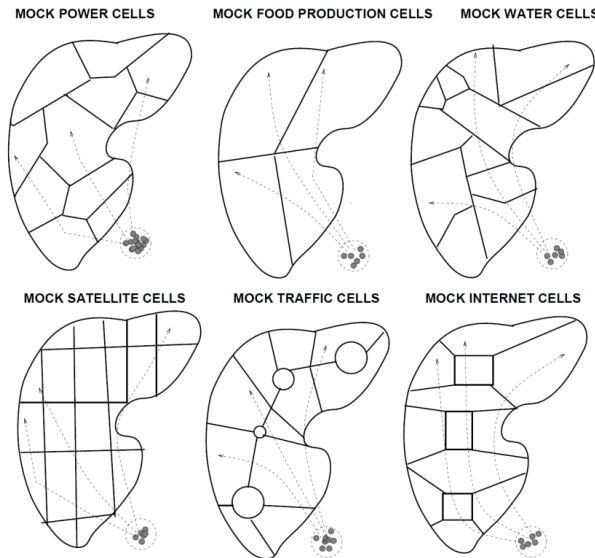 MOCK POWER CELLS
MOCK FOOD PRODUCTION CELLS
MOCK WATER CELLS
MOCK SATELLITE CELLS
MOCK TRAFFIC CELLS
MOCK INTERNET CELLS